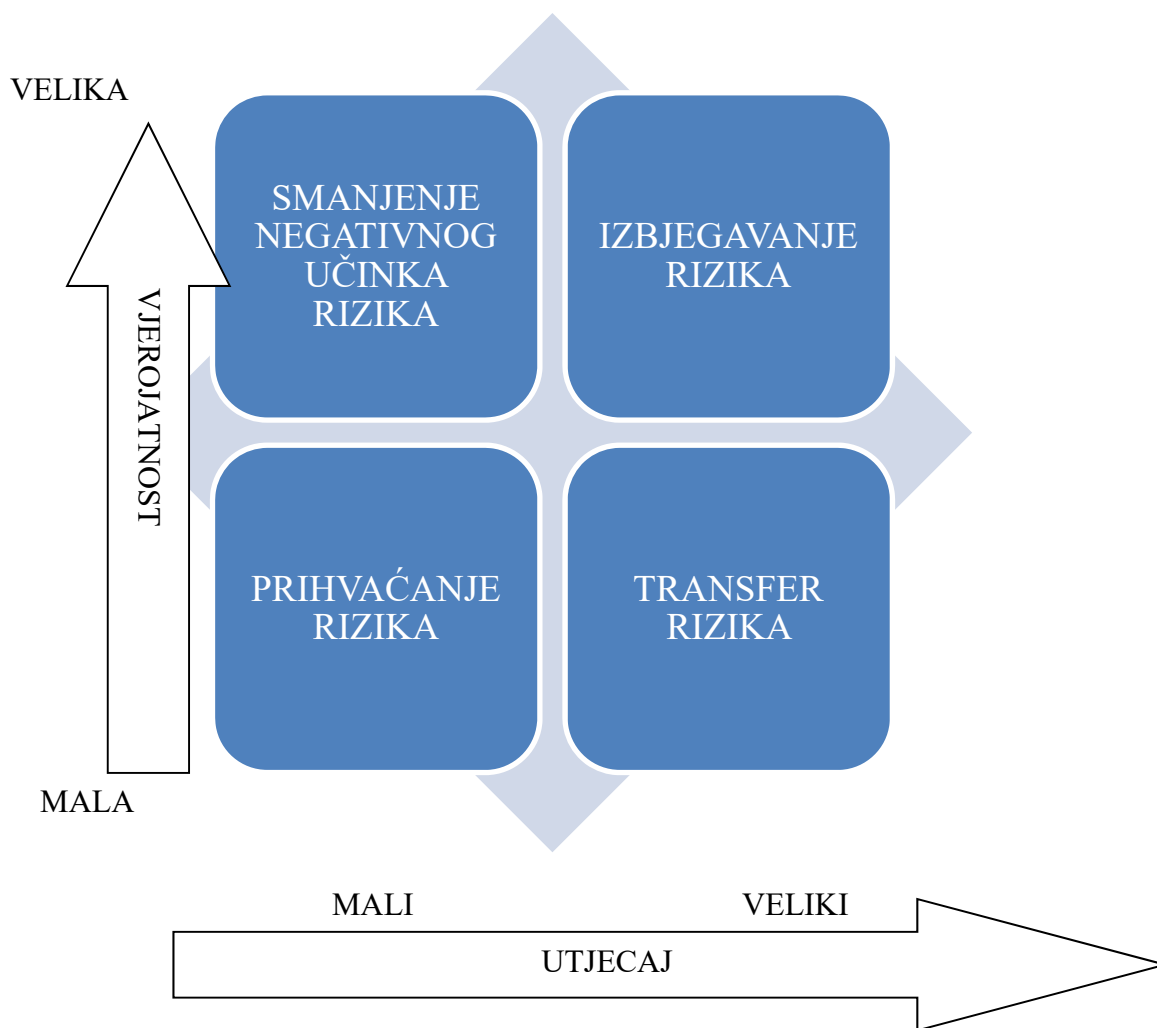 VELIKA
SMANJENJE
NEGATIVNOG
UČINKA
RIZIKA
IZBJEGAVANJE
RIZIKA
VJEROJATNOST
PRIHVAĆANJE
RIZIKA
TRANSFER
RIZIKA
MALA
MALI
VELIKI
UTJECAJ